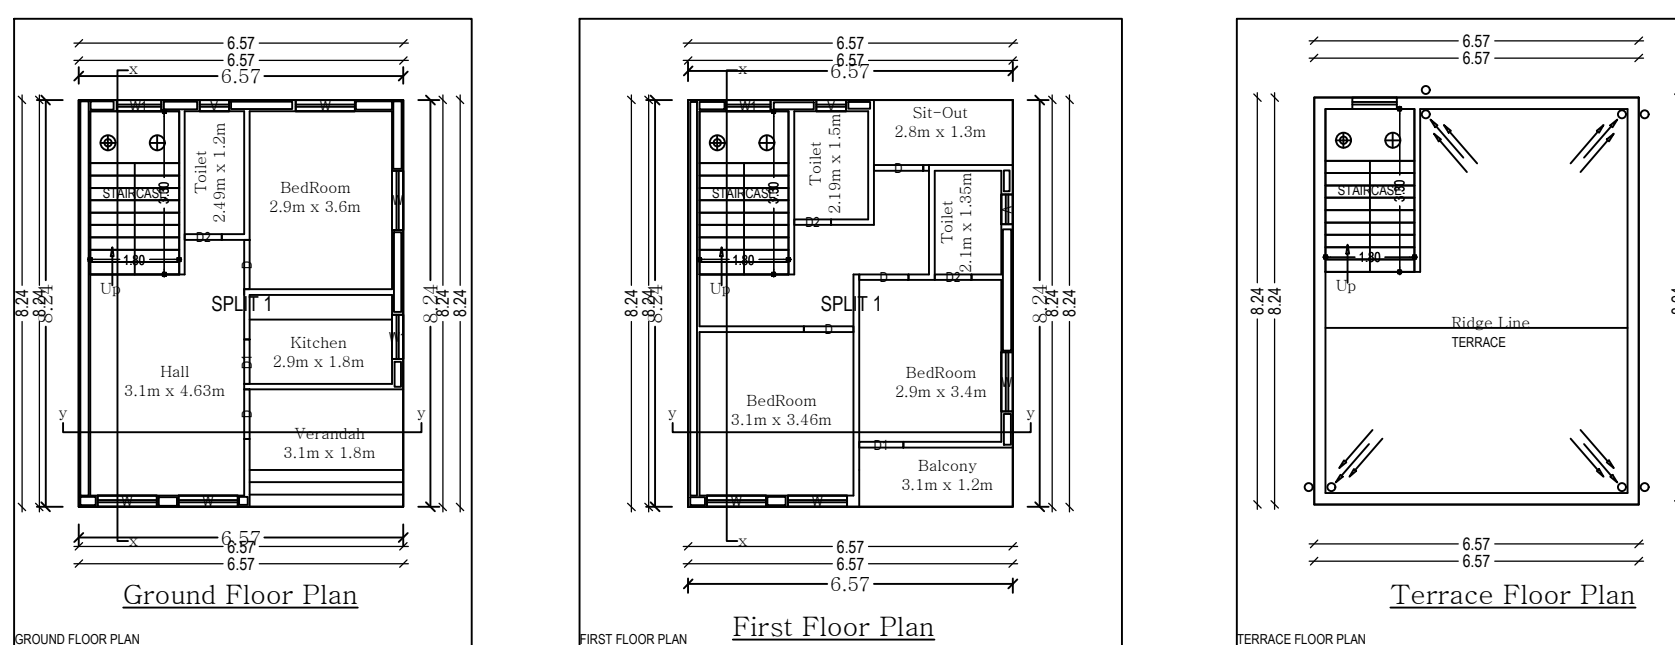 6.57
6.57
x
6.57
W1
V
W
Toilet
2.49m x 1.2m
BedRoom
2.9m x 3.6m
STAIRCASE
3.30
W
D2
D
1.80
Up
SPLIT 1
8.24
8.24
8.24
8.24
8.24
8.24
Kitchen
2.9m x 1.8m
W
D1
Hall
3.1m x 4.63m
D
y
y
Verandah
3.1m x 1.8m
W
W
x
6.57
6.57
6.57
Ground Floor Plan
GROUND FLOOR PLAN
6.57
6.57
x
6.57
W1
V
Sit-Out
2.8m x 1.3m
Toilet
2.19m x 1.5m
D
STAIRCASE
3.30
Toilet
2.1m x 1.35m
D2
1.80
Up
D
D2
SPLIT 1
8.24
8.24
8.24
8.24
8.24
8.24
D
BedRoom
2.9m x 3.4m
W
BedRoom
3.1m x 3.46m
y
y
D1
Balcony
3.1m x 1.2m
W
W
x
6.57
6.57
6.57
First Floor Plan
FIRST FLOOR PLAN
6.57
6.57
STAIRCASE
3.30
1.80
Up
8.24
8.24
Ridge Line
TERRACE
6.57
6.57
Terrace Floor Plan
TERRACE FLOOR PLAN